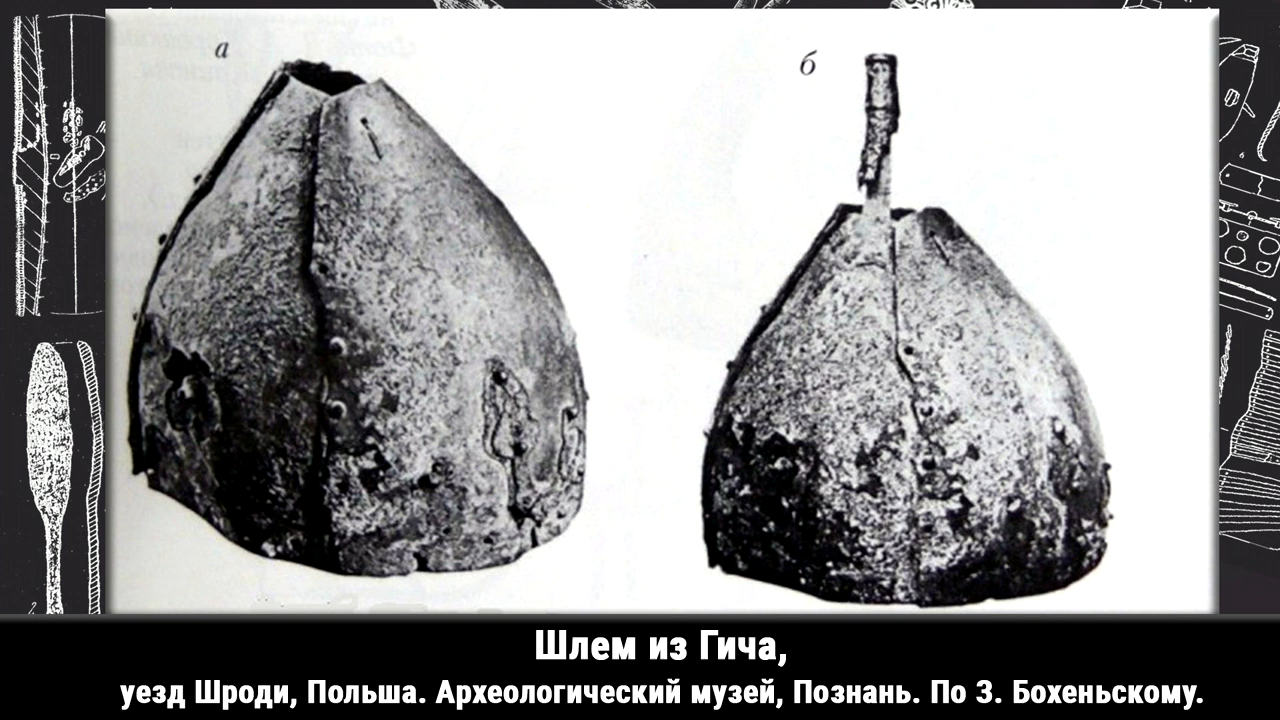 а
б
Шлем из Гича,
уезд Шроди, Польша. Археологический музей, Познань. По З. Бохеньскому.